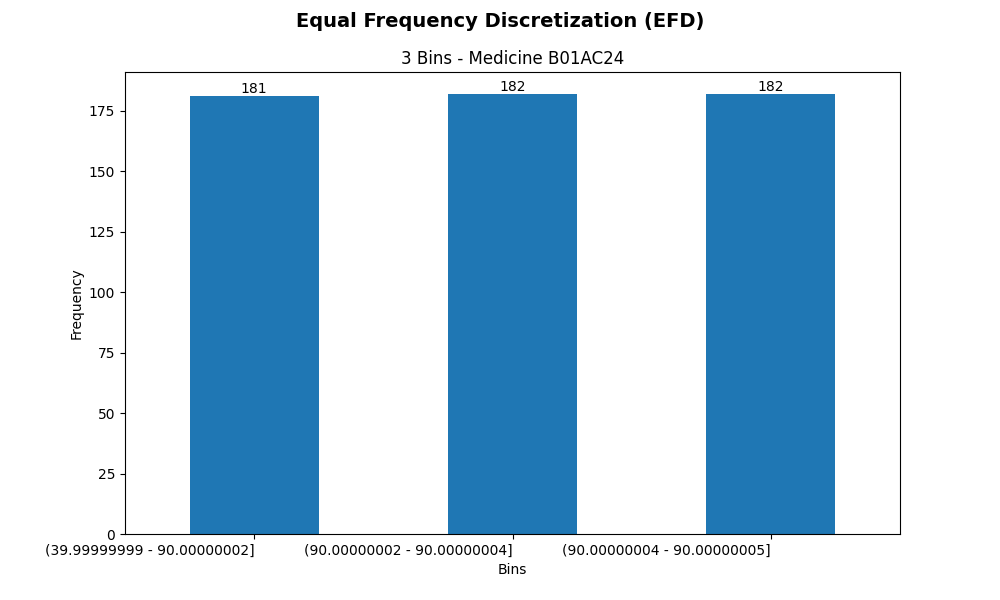 Equal Frequency Discretization (EFD)
3 Bins - Medicine B01AC24
181
182
182
175
150
125
100
75
50
25
0
Frequency
(39.99999999 - 90.00000002]
(90.00000002 - 90.00000004]
(90.00000004 - 90.00000005]
Bins